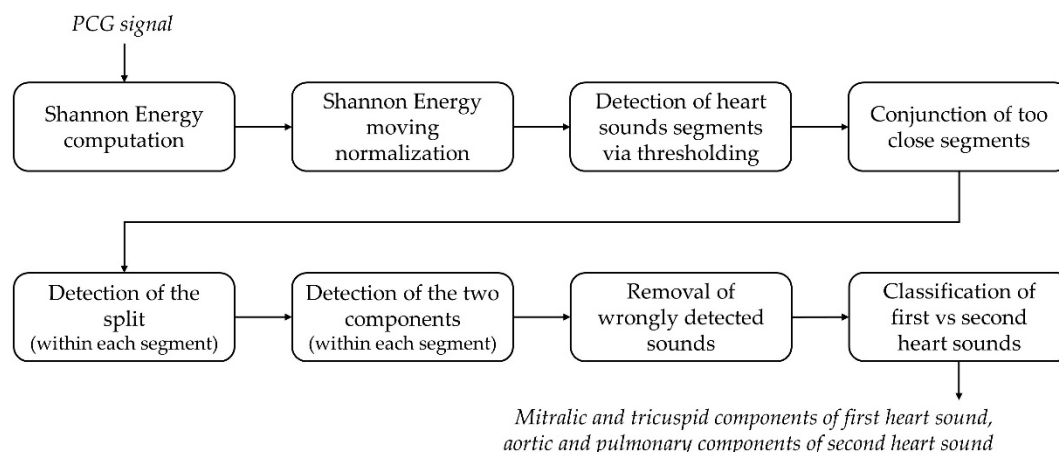 PCG signal
Shannon Energy
computation
Shannon Energy
moving
normalization
Detection of heart
sounds segments
via thresholding
Conjunction of too
close segments
Detection of the
split
(within each segment)
Detection of the two
components
(within each segment)
Removal of
wrongly detected
sounds
Classification of
first vs second
heart sounds
Mitralic and tricuspid components of first heart sound,
aortic and pulmonary components of second heart sound